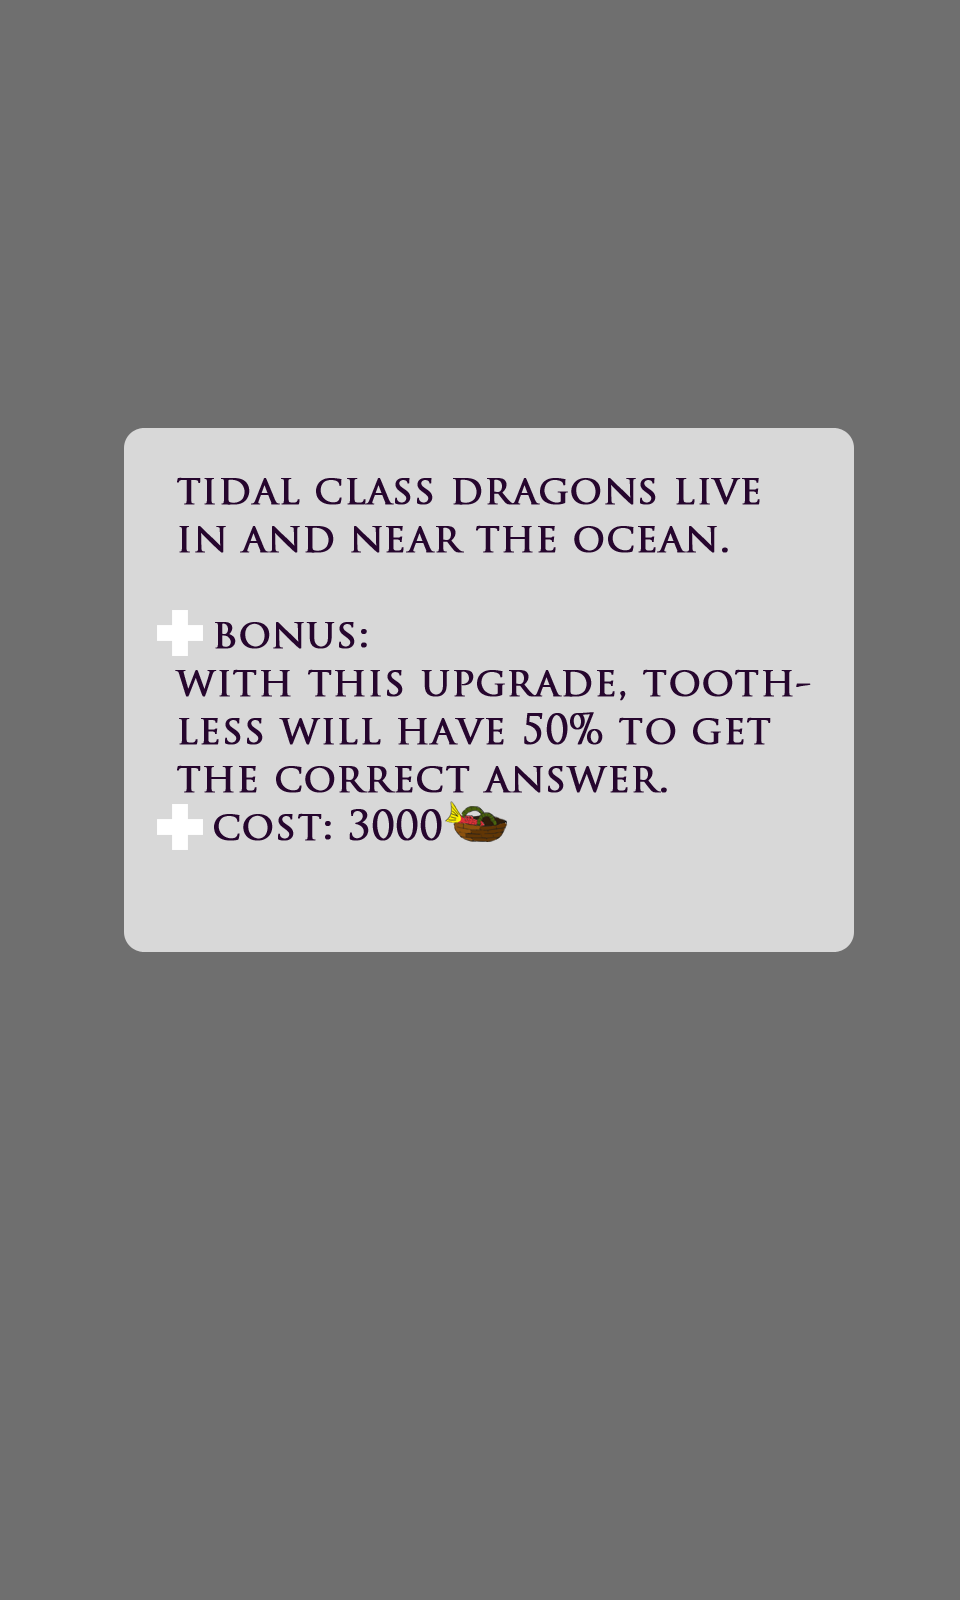 TIDAL CLASS DRAGONS LIVE
IN AND NEAR THE OCEAN.
BONUS:
WITH THIS UPGRADE, TOOTH-
LESS WILL HAVE 50% TO GET
THE CORRECT ANSWER.
COST: 3000